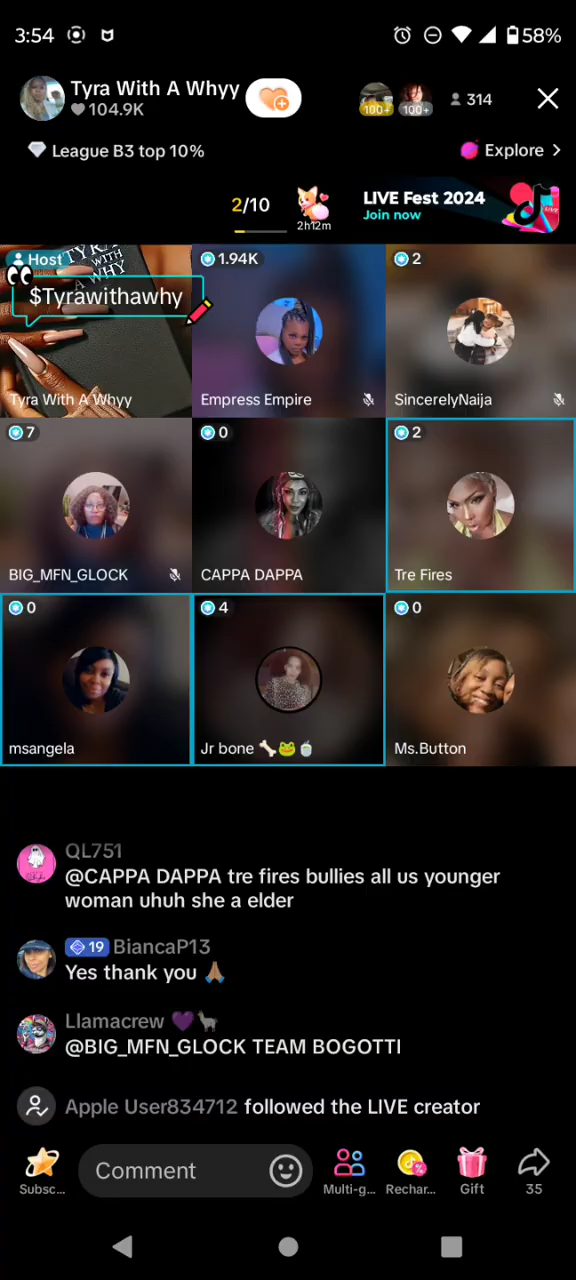 3:54
58%
Tyra With A Whyy
104.9K
100+
100+
314
League B3 top 10%
Explore >
2/10
2h12m
LIVE Fest 2024
Join now
Host
TYRA
WITH
A WHY
$Tyrawithawhy
Tyra With A Whyy
1.94K
Empress Empire
2
SincerelyNaija
7
BIG_MFN_GLOCK
0
CAPPA DAPPA
2
Tre Fires
0
msangela
4
Jr bone 🦴🐸🧋
0
Ms.Button
QL751
@CAPPA DAPPA tre fires bullies all us younger
woman uhuh she a elder
19 BiancaP13
Yes thank you 🙏🏽
Llamacrew 💜🦙
@BIG_MFN_GLOCK TEAM BOGOTTI
Apple User834712 followed the LIVE creator
Comment
Subsc...
Multi-g...
Rechar...
Gift
35